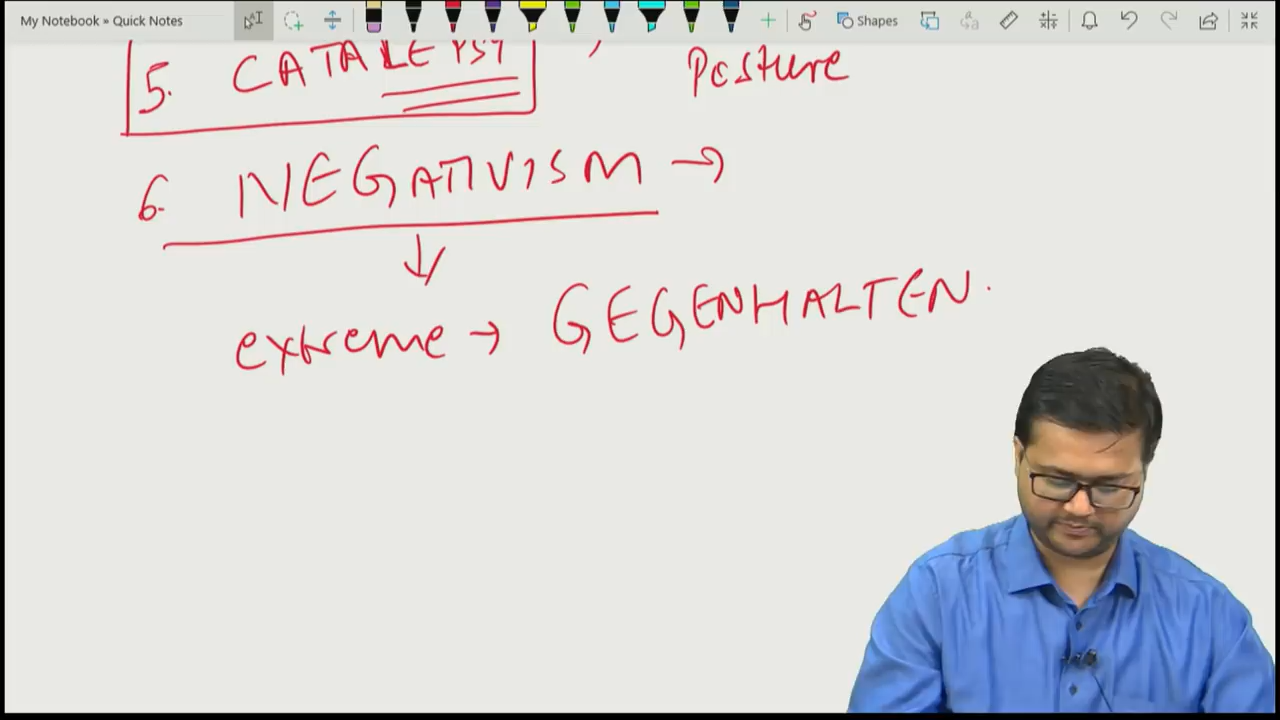 My Notebook » Quick Notes
Shapes
5. CATALEPSY
Posture
6. NEGATIVISM →
↓
extreme → GEGENHALTEN.